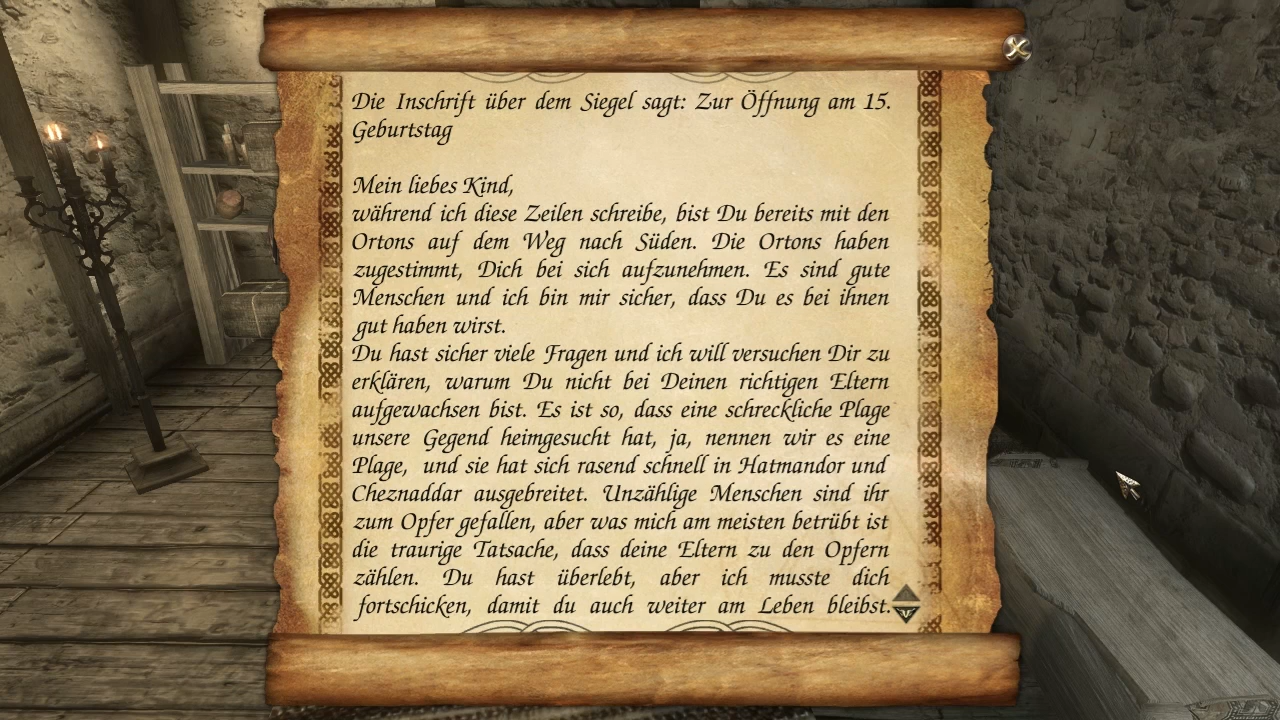 Die Inschrift über dem Siegel sagt: Zur Öffnung am 15.
Geburtstag
Mein liebes Kind,
während ich diese Zeilen schreibe, bist Du bereits mit den
Ortons auf dem Weg nach Süden. Die Ortons haben
zugestimmt, Dich bei sich aufzunehmen. Es sind gute
Menschen und ich bin mir sicher, dass Du es bei ihnen
gut haben wirst.
Du hast sicher viele Fragen und ich will versuchen Dir zu
erklären, warum Du nicht bei Deinen richtigen Eltern
aufgewachsen bist. Es ist so, dass eine schreckliche Plage
unsere Gegend heimgesucht hat, ja, nennen wir es eine
Plage, und sie hat sich rasend schnell in Hatmandor und
Cheznaddar ausgebreitet. Unzählige Menschen sind ihr
zum Opfer gefallen, aber was mich am meisten betrübt ist
die traurige Tatsache, dass deine Eltern zu den Opfern
zählen. Du hast überlebt, aber ich musste dich
fortschicken, damit du auch weiter am Leben bleibst.